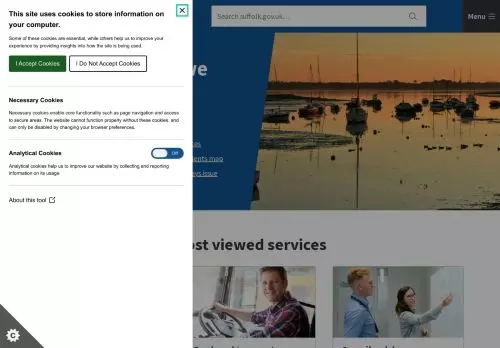 This site uses cookies to store information on
your computer.
Some of these cookies are essential, while others help us to improve your
experience by providing insights into how the site is being used.
I Accept Cookies
I Do Not Accept Cookies
Necessary Cookies
Necessary cookies enable core functionality such as page navigation and access
to secure areas. The website cannot function properly without these cookies, and
can only be disabled by changing your browser preferences.
Analytical Cookies
Off
Analytical cookies help us to improve our website by collecting and reporting
information on its usage.
About this tool
Search suffolk.gov.uk...
Menu
ents map
ys issue
ost viewed services